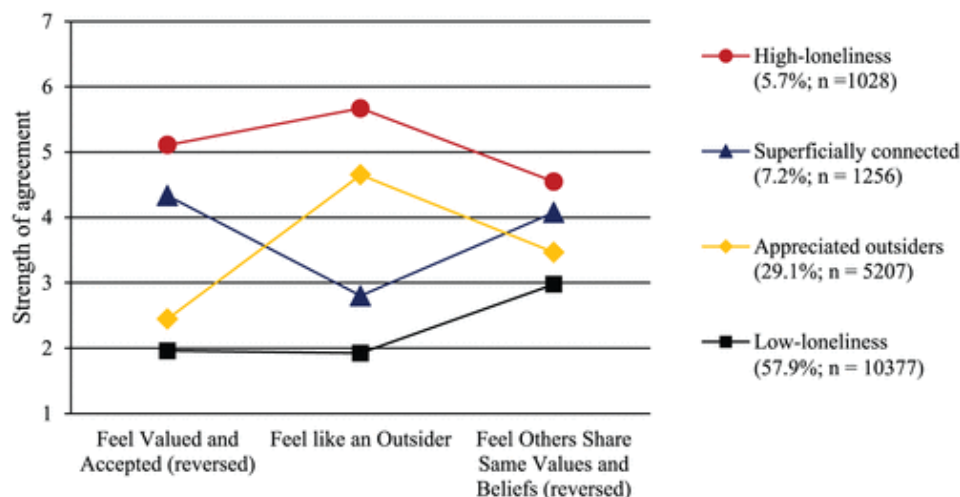 7
6
5
4
3
2
1
Strength of agreement
Feel Valued and
Accepted (reversed)
Feel like an Outsider
Feel Others Share
Same Values and
Beliefs (reversed)
High-loneliness
(5.7%; n =1028)
Superficially connected
(7.2%; n = 1256)
Appreciated outsiders
(29.1%; n = 5207)
Low-loneliness
(57.9%; n = 10377)